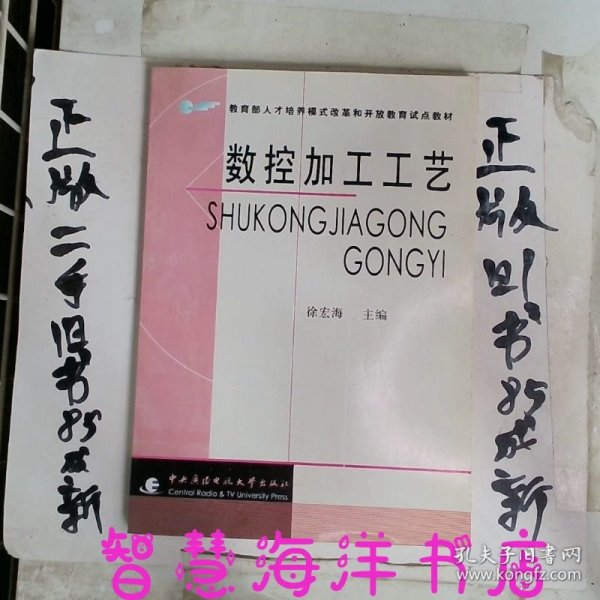 教育部人才培养模式改革和开放教育试点教材
数控加工工艺
SHUKONGJIAGONG
GONGYI
徐宏海 主编
中央广播电视大学出版社
Central Radio & TV University Press
正版二手旧书85成新
正版旧书85成新
智慧海洋书店
孔夫子旧书网
www.kongfz.com